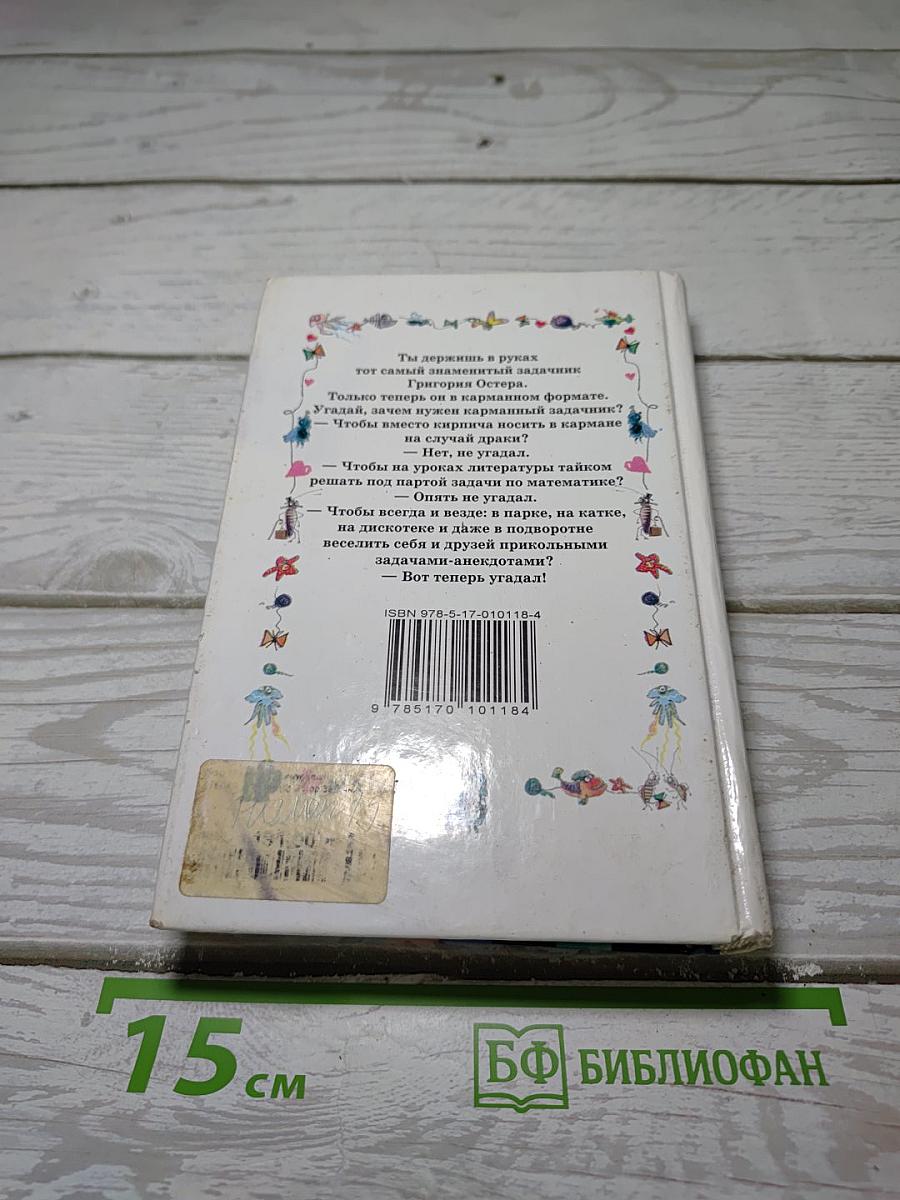 Ты держишь в руках
тот самый знаменитый задачник
Григория Остера.
Только теперь он в карманном формате.
Угадай, зачем нужен карманный задачник?
— Чтобы вместо кирпича носить в кармане
на случай драки?
— Нет, не угадал.
— Чтобы на уроках литературы тайком
решать под партой задачи по математике?
— Опять не угадал.
— Чтобы всегда и везде: в парке, на катке,
на дискотеке и даже в подворотне
веселить себя и друзей прикольными
задачами-анекдотами?
— Вот теперь угадал!
ISBN 978-5-17-010118-4
9 785170 101184
15 см
БФ БИБЛИОФАН